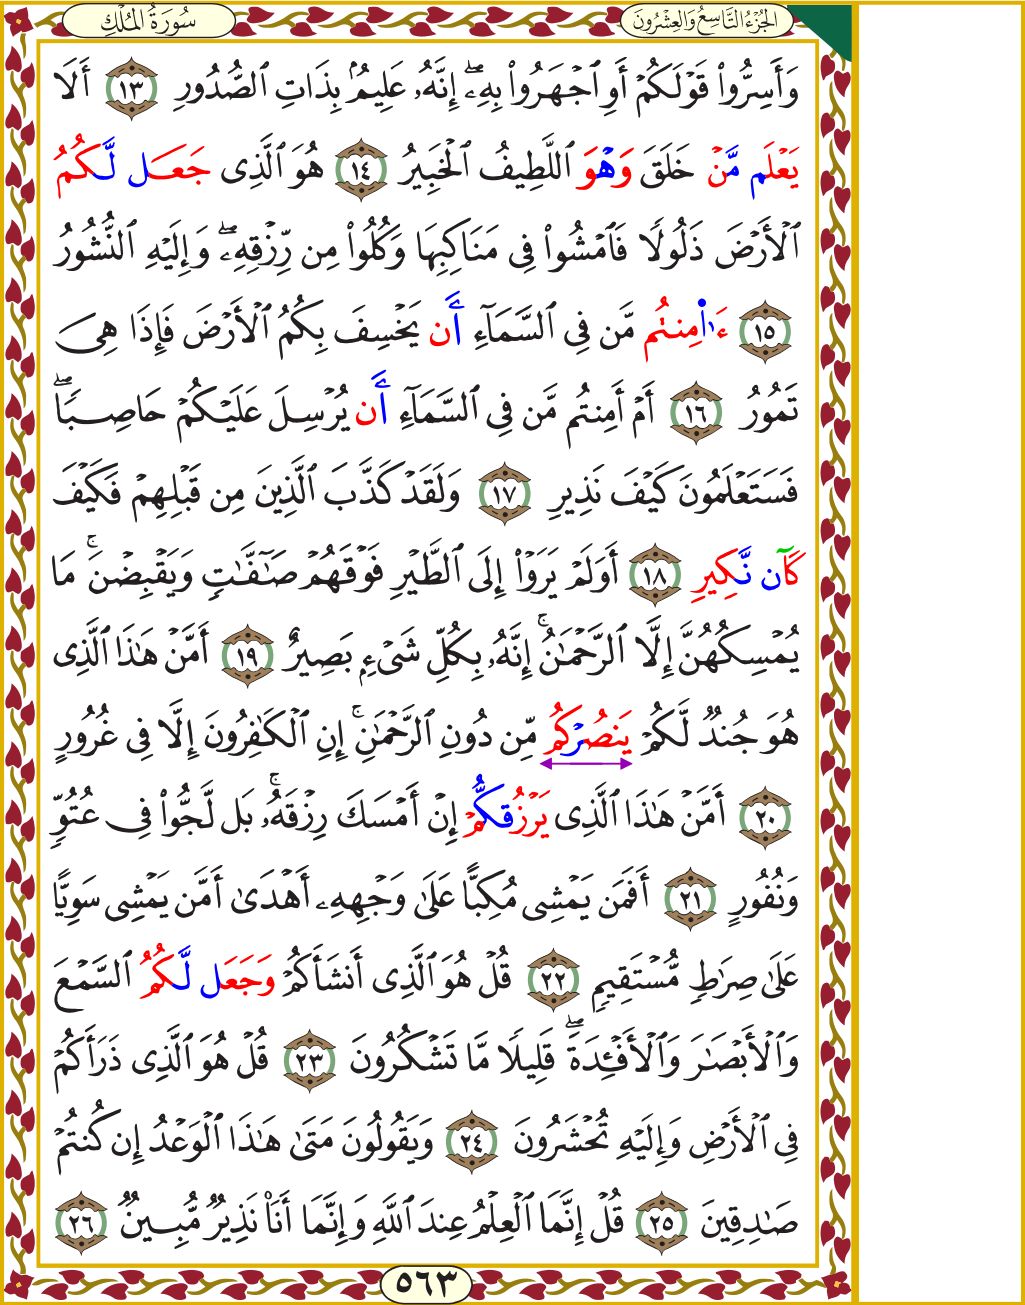 الجُزْءُ التَّاسِعُ وَالعِشْرُونَ
سُورَةُ المُلْكِ
وَأَسِرُّواْ قَوْلَكُمْ أَوِ ٱجْهَرُواْ بِهِۦٓۖ إِنَّهُۥ عَلِيمُۢ بِذَاتِ ٱلصُّدُورِ ١٣ أَلَا
يَعْلَم مَّنْ خَلَقَ وَهْوَ ٱللَّطِيفُ ٱلْخَبِيرُ ١٤ هُوَ ٱلَّذِى جَعَل لَّكُمُ
ٱلْأَرْضَ ذَلُولًا فَٱمْشُواْ فِى مَنَاكِبِهَا وَكُلُواْ مِن رِّزْقِهِۦۖ وَإِلَيْهِ ٱلنُّشُورُ
١٥ ءَاٰمِنتُم مَّن فِى ٱلسَّمَآءِ أَن يَخْسِفَ بِكُمُ ٱلْأَرْضَ فَإِذَا هِىَ
تَمُورُ ١٦ أَمْ أَمِنتُم مَّن فِى ٱلسَّمَآءِ أَن يُرْسِلَ عَلَيْكُمْ حَاصِبًاۖ
فَسَتَعْلَمُونَ كَيْفَ نَذِيرِ ١٧ وَلَقَدْ كَذَّبَ ٱلَّذِينَ مِن قَبْلِهِمْ فَكَيْفَ
كَآن نَّكِيرِ ١٨ أَوَلَمْ يَرَوْاْ إِلَى ٱلطَّيْرِ فَوْقَهُمْ صَـٰٓفَّـٰتٍ وَيَقْبِضْنَۚ مَا
يُمْسِكُهُنَّ إِلَّا ٱلرَّحْمَـٰنُۚ إِنَّهُۥ بِكُلِّ شَىْءِۭ بَصِيرٌ ١٩ أَمَّنْ هَـٰذَا ٱلَّذِى
هُوَ جُندٌ لَّكُمْ يَنصُرْكُم مِّن دُونِ ٱلرَّحْمَـٰنِۚ إِنِ ٱلْكَـٰفِرُونَ إِلَّا فِى غُرُورٍ
٢٠ أَمَّنْ هَـٰذَا ٱلَّذِى يَرْزُقكُّمْ إِنْ أَمْسَكَ رِزْقَهُۥۚ بَل لَّجُّواْ فِى عُتُوٍّ
وَنُفُورٍ ٢١ أَفَمَن يَمْشِى مُكِبًّا عَلَىٰ وَجْهِهِۦٓ أَهْدَىٰ أَمَّن يَمْشِى سَوِيًّا
عَلَىٰ صِرَٰطٍ مُّسْتَقِيمٍ ٢٢ قُلْ هُوَ ٱلَّذِى أَنشَأَكُمْ وَجَعَل لَّكُمُ ٱلسَّمْعَ
وَٱلْأَبْصَـٰرَ وَٱلْأَفْـِٔدَةَۖ قَلِيلًا مَّا تَشْكُرُونَ ٢٣ قُلْ هُوَ ٱلَّذِى ذَرَأَكُمْ
فِى ٱلْأَرْضِ وَإِلَيْهِ تُحْشَرُونَ ٢٤ وَيَقُولُونَ مَتَىٰ هَـٰذَا ٱلْوَعْدُ إِن كُنتُمْ
صَـٰدِقِينَ ٢٥ قُلْ إِنَّمَا ٱلْعِلْمُ عِندَ ٱللَّهِ وَإِنَّمَا أَنَا۠ نَذِيرٌ مُّبِينٌ ٢٦
٥٦٣